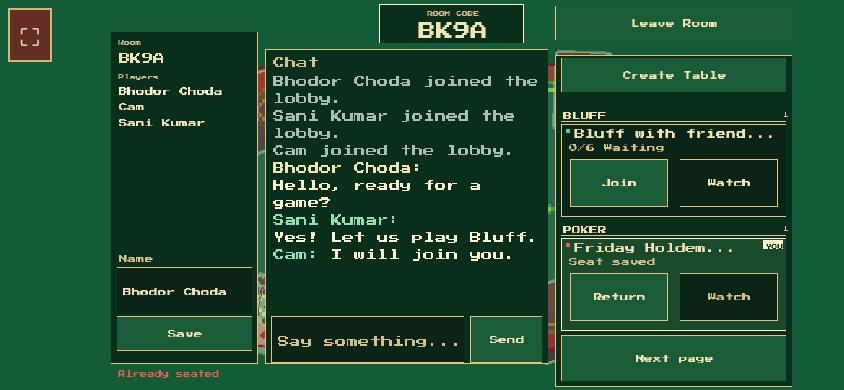 ROOM CODE
BK9A
Leave Room
Room
BK9A
Players
Bhodor Choda
Cam
Sani Kumar
Name
Bhodor Choda
Save
Already seated
Chat
Bhodor Choda joined the
lobby.
Sani Kumar joined the
lobby.
Cam joined the lobby.
Bhodor Choda:
Hello, ready for a
game?
Sani Kumar:
Yes! Let us play Bluff.
Cam: I will join you.
Say something...
Send
Create Table
BLUFF 1
Bluff with friend...
0/6 Waiting
Join Watch
POKER 1
Friday Holdem... YOU
Seat saved
Return Watch
Next page